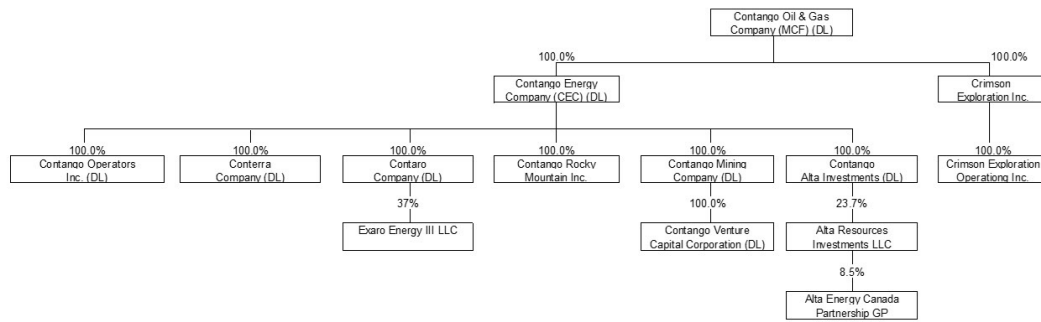 Contango Oil & Gas
Company (MCF) (DL)
100.0%
100.0%
Contango Energy
Company (CEC) (DL)
Crimson
Exploration Inc.
100.0%
100.0%
100.0%
100.0%
100.0%
100.0%
100.0%
Contango Operators
Inc. (DL)
Conterra
Company (DL)
Contaro
Company (DL)
Contango Rocky
Mountain Inc.
Contango Mining
Company (DL)
Contango
Alta Investments (DL)
Crimson Exploration
Operationg Inc.
37%
100.0%
23.7%
Exaro Energy III LLC
Contango Venture
Capital Corporation (DL)
Alta Resources
Investments LLC
8.5%
Alta Energy Canada
Partnership GP